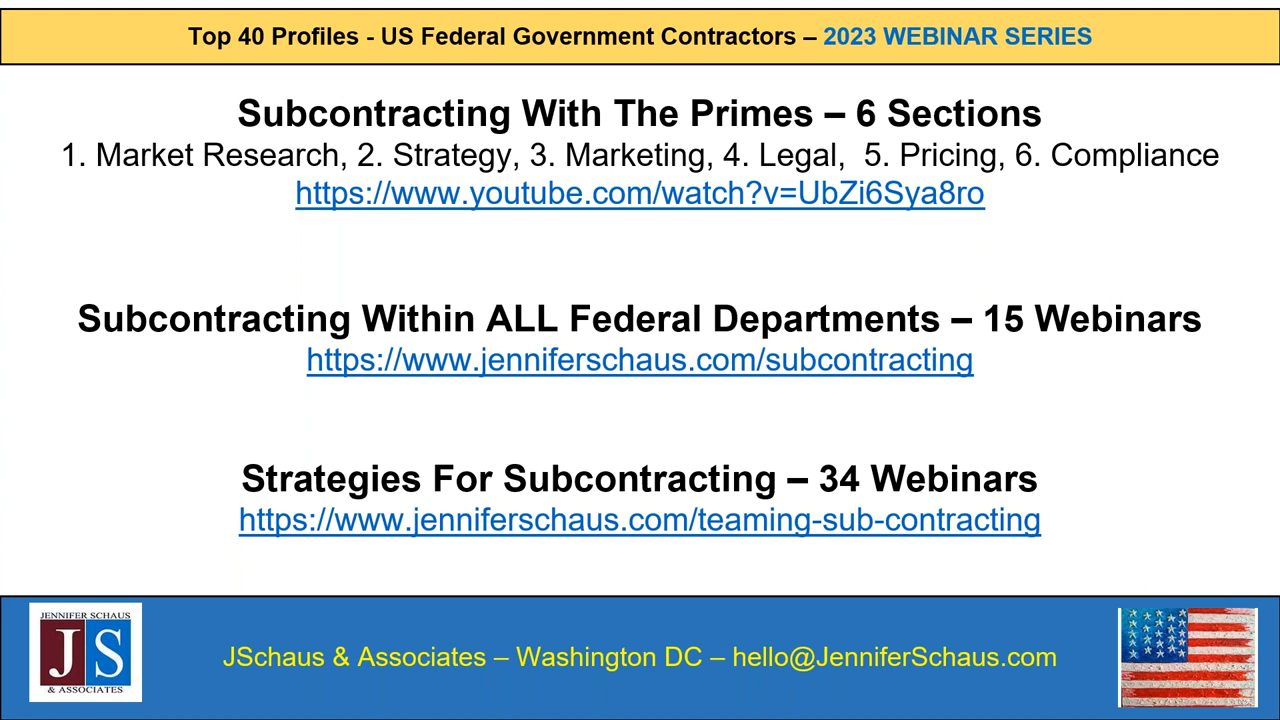 Top 40 Profiles - US Federal Government Contractors – 2023 WEBINAR SERIES
Subcontracting With The Primes – 6 Sections
1. Market Research, 2. Strategy, 3. Marketing, 4. Legal,  5. Pricing, 6. Compliance
https://www.youtube.com/watch?v=UbZi6Sya8ro
Subcontracting Within ALL Federal Departments – 15 Webinars
https://www.jenniferschaus.com/subcontracting
Strategies For Subcontracting – 34 Webinars
https://www.jenniferschaus.com/teaming-sub-contracting
JENNIFER SCHAUS
JS
& ASSOCIATES
JSchaus & Associates – Washington DC – hello@JenniferSchaus.com